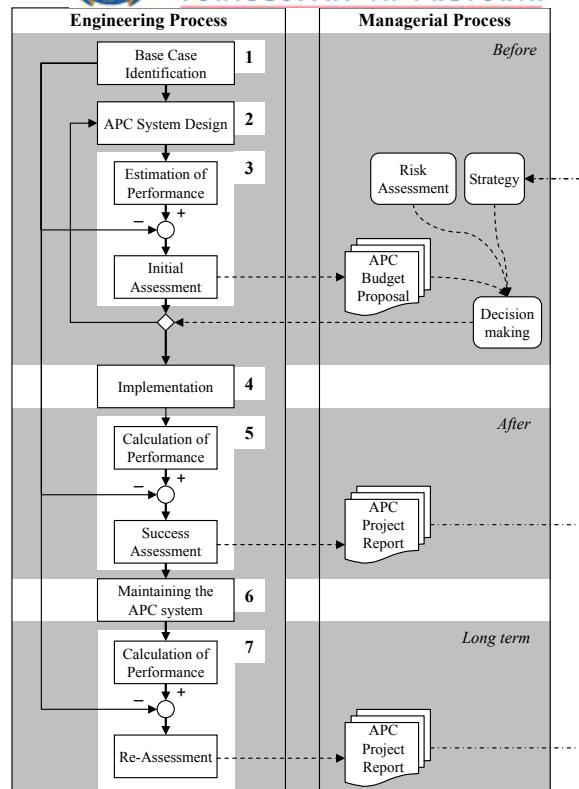 Engineering Process
Managerial Process
Before
Base Case
Identification
1
APC System Design
2
Estimation of
Performance
3
Risk
Assessment
Strategy
+
−
Initial
Assessment
APC
Budget
Proposal
Decision
making
Implementation
4
After
Calculation of
Performance
5
+
−
Success
Assessment
APC
Project
Report
Maintaining the
APC system
6
Long term
Calculation of
Performance
7
+
−
Re-Assessment
APC
Project
Report